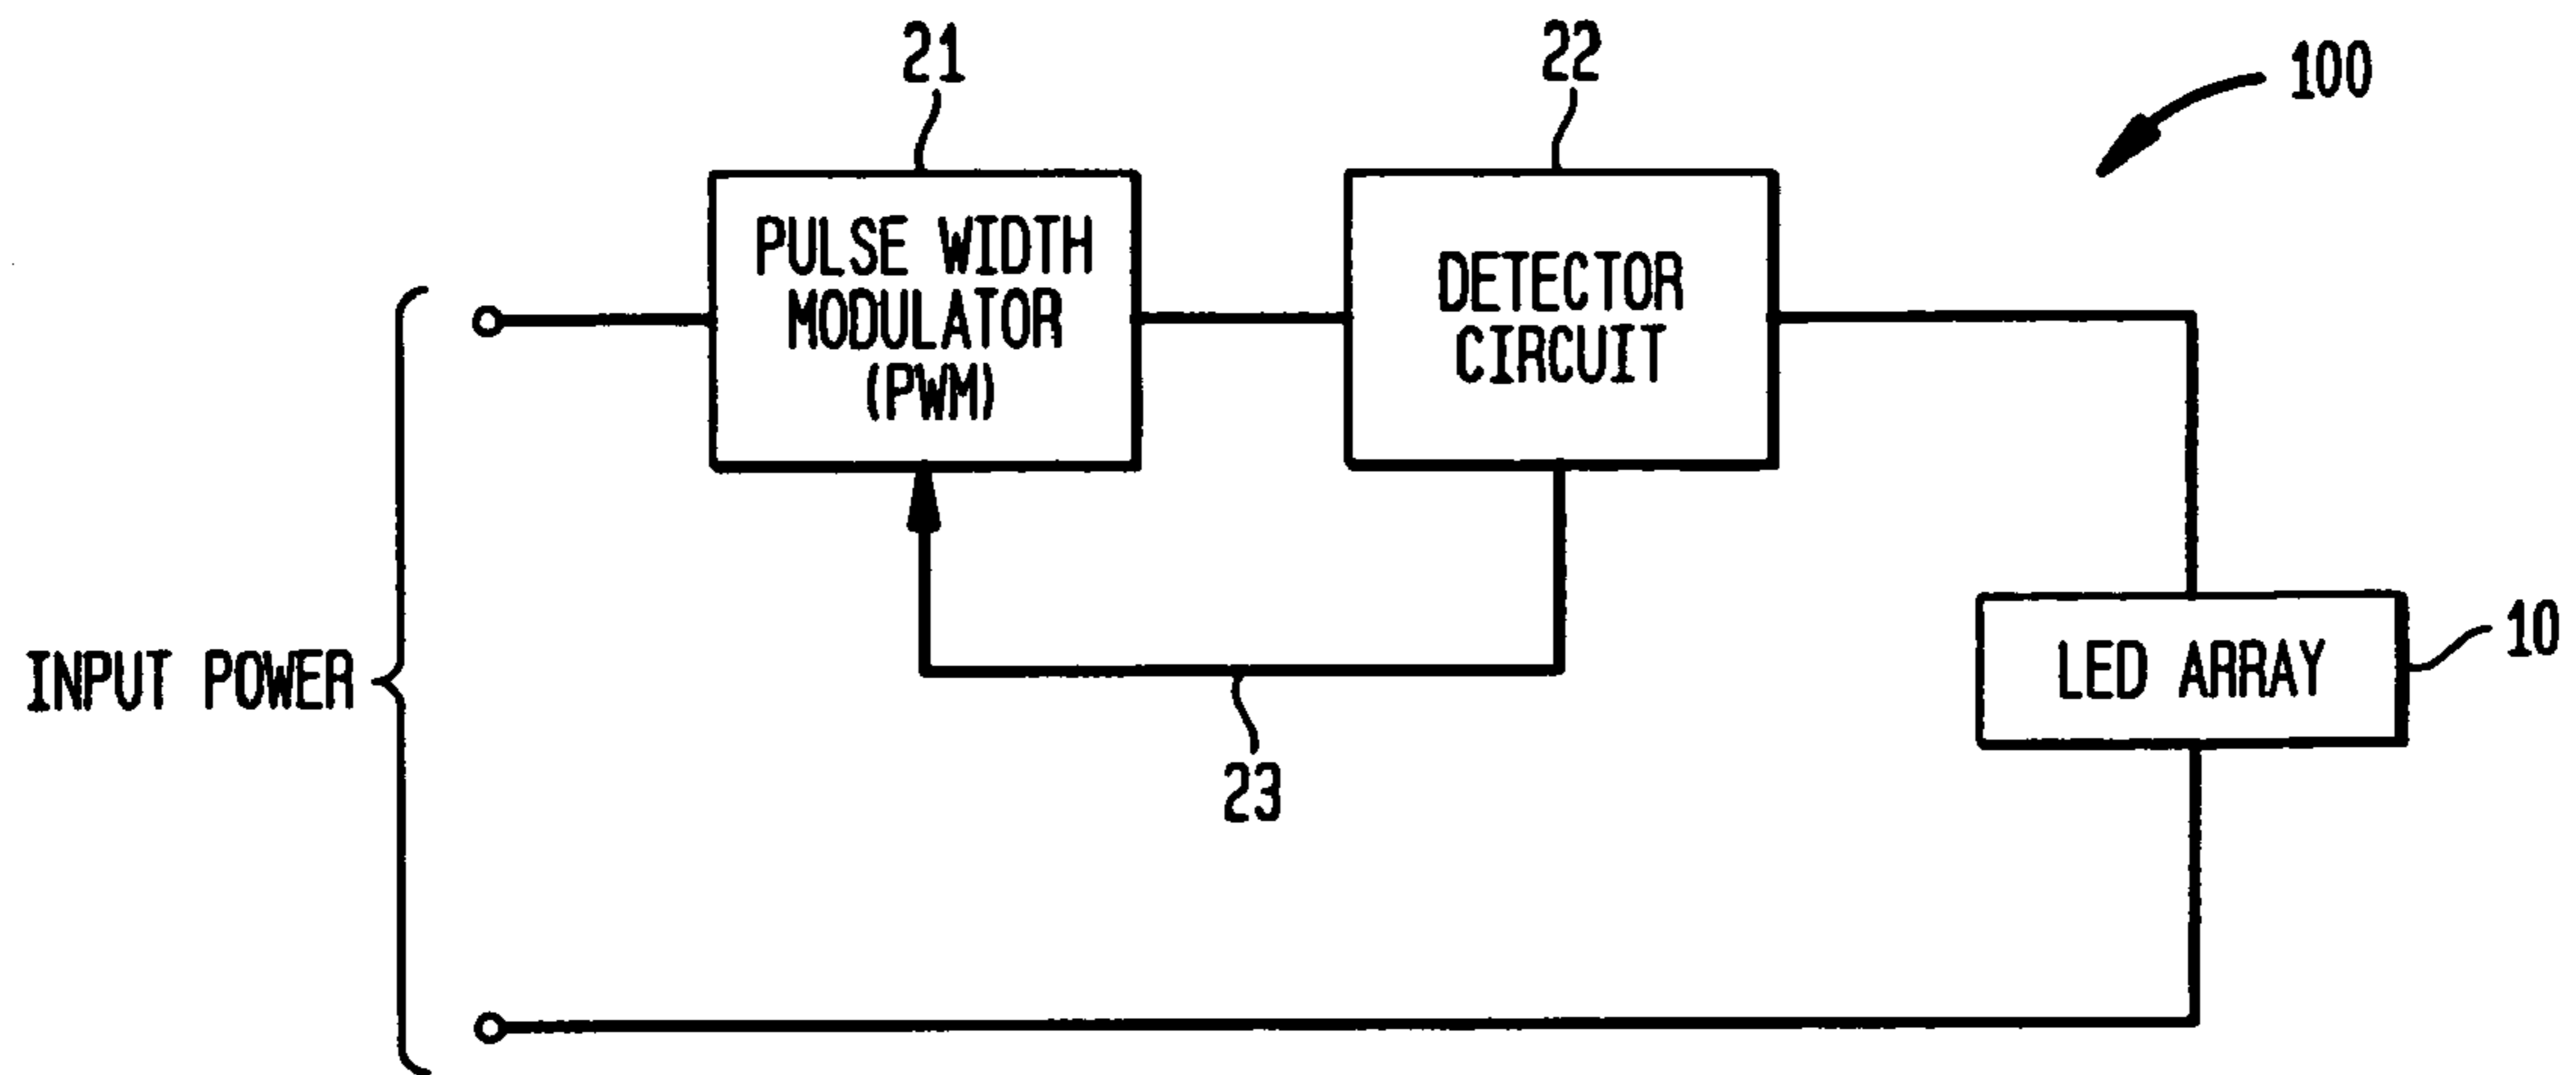 21
22
100
PULSE WIDTH
MODULATOR
(PWM)
DETECTOR
CIRCUIT
INPUT POWER
LED ARRAY
10
23